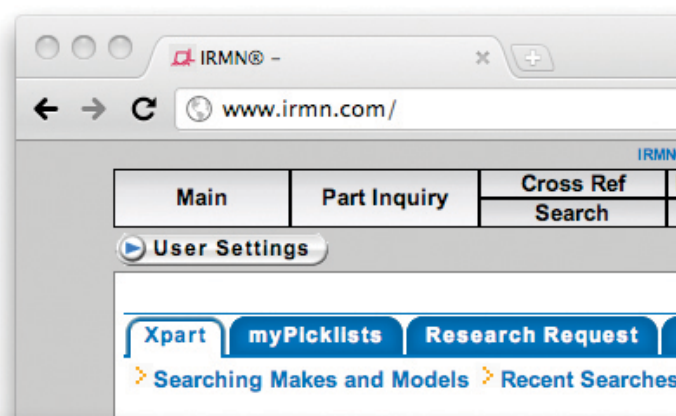 IRMN® –
www.irmn.com/
IRMN
Main
Part Inquiry
Cross Ref
Search
User Settings
Xpart
myPicklists
Research Request
Searching Makes and Models
Recent Searches